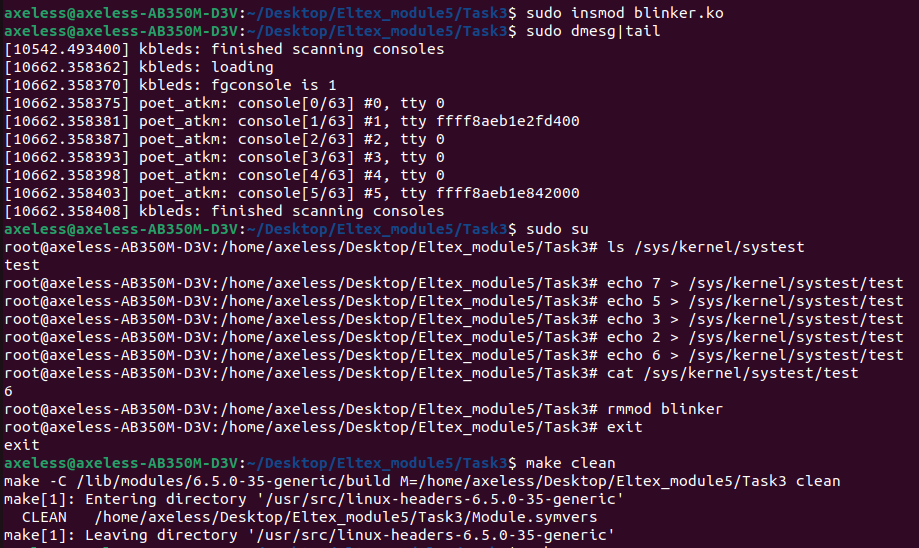 axeless@axeless-AB350M-D3V:~/Desktop/Eltex_module5/Task3$ sudo insmod blinker.ko
axeless@axeless-AB350M-D3V:~/Desktop/Eltex_module5/Task3$ sudo dmesg|tail
[10542.493400] kbleds: finished scanning consoles
[10662.358362] kbleds: loading
[10662.358370] kbleds: fgconsole is 1
[10662.358375] poet_atkm: console[0/63] #0, tty 0
[10662.358381] poet_atkm: console[1/63] #1, tty ffff8aeb1e2fd400
[10662.358387] poet_atkm: console[2/63] #2, tty 0
[10662.358393] poet_atkm: console[3/63] #3, tty 0
[10662.358398] poet_atkm: console[4/63] #4, tty 0
[10662.358403] poet_atkm: console[5/63] #5, tty ffff8aeb1e842000
[10662.358408] kbleds: finished scanning consoles
axeless@axeless-AB350M-D3V:~/Desktop/Eltex_module5/Task3$ sudo su
root@axeless-AB350M-D3V:/home/axeless/Desktop/Eltex_module5/Task3# ls /sys/kernel/systest
test
root@axeless-AB350M-D3V:/home/axeless/Desktop/Eltex_module5/Task3# echo 7 > /sys/kernel/systest/test
root@axeless-AB350M-D3V:/home/axeless/Desktop/Eltex_module5/Task3# echo 5 > /sys/kernel/systest/test
root@axeless-AB350M-D3V:/home/axeless/Desktop/Eltex_module5/Task3# echo 3 > /sys/kernel/systest/test
root@axeless-AB350M-D3V:/home/axeless/Desktop/Eltex_module5/Task3# echo 2 > /sys/kernel/systest/test
root@axeless-AB350M-D3V:/home/axeless/Desktop/Eltex_module5/Task3# echo 6 > /sys/kernel/systest/test
root@axeless-AB350M-D3V:/home/axeless/Desktop/Eltex_module5/Task3# cat /sys/kernel/systest/test
6
root@axeless-AB350M-D3V:/home/axeless/Desktop/Eltex_module5/Task3# rmmod blinker
root@axeless-AB350M-D3V:/home/axeless/Desktop/Eltex_module5/Task3# exit
exit
axeless@axeless-AB350M-D3V:~/Desktop/Eltex_module5/Task3$ make clean
make -C /lib/modules/6.5.0-35-generic/build M=/home/axeless/Desktop/Eltex_module5/Task3 clean
make[1]: Entering directory '/usr/src/linux-headers-6.5.0-35-generic'
  CLEAN   /home/axeless/Desktop/Eltex_module5/Task3/Module.symvers
make[1]: Leaving directory '/usr/src/linux-headers-6.5.0-35-generic'